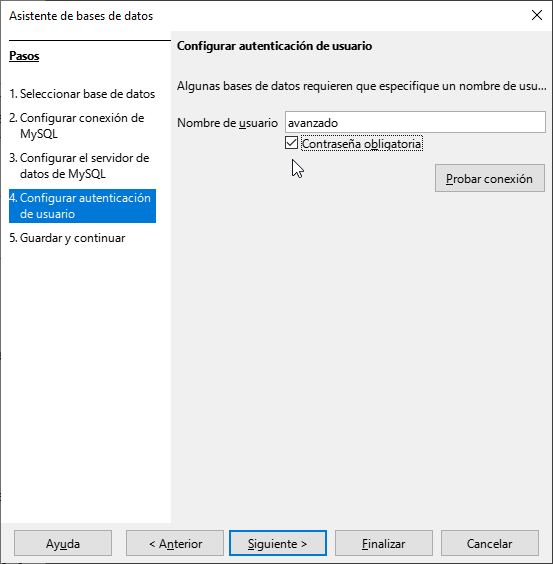 Asistente de bases de datos
Pasos
1. Seleccionar base de datos
2. Configurar conexión de
MySQL
3. Configurar el servidor de
datos de MySQL
4. Configurar autenticación
de usuario
5. Guardar y continuar
Configurar autenticación de usuario
Algunas bases de datos requieren que especifique un nombre de usu...
Nombre de usuario avanzado
Contraseña obligatoria
Probar conexión
Ayuda < Anterior Siguiente > Finalizar Cancelar